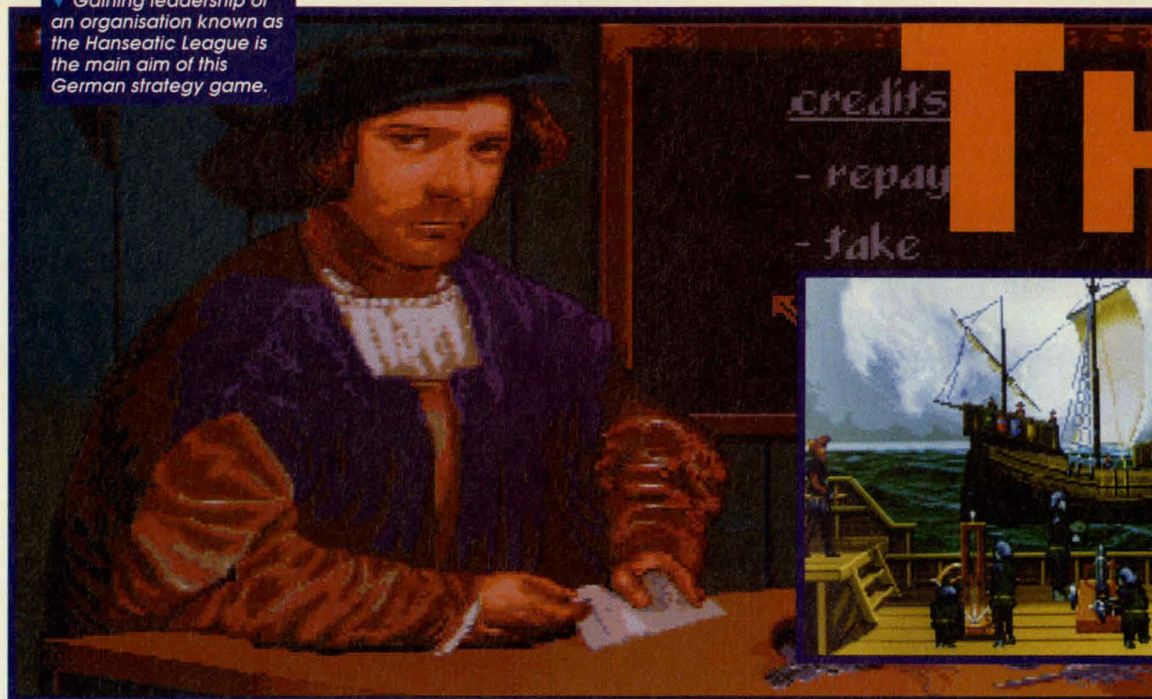 Gaining leadership of
an organisation known as
the Hanseatic League is
the main aim of this
German strategy game.
TH
credits
- repay
- take